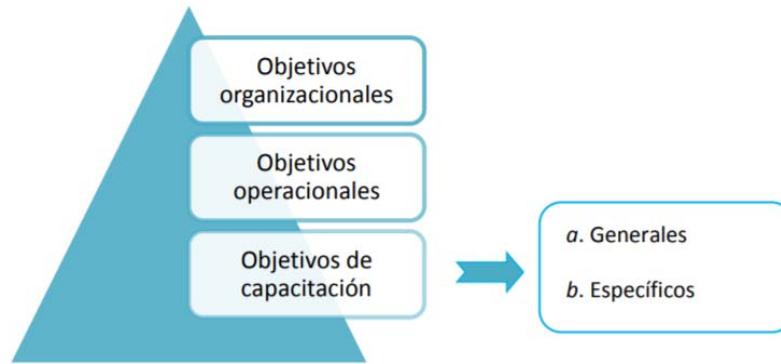 Objetivos
organizacionales
Objetivos
operacionales
Objetivos de
capacitación
a. Generales
b. Específicos